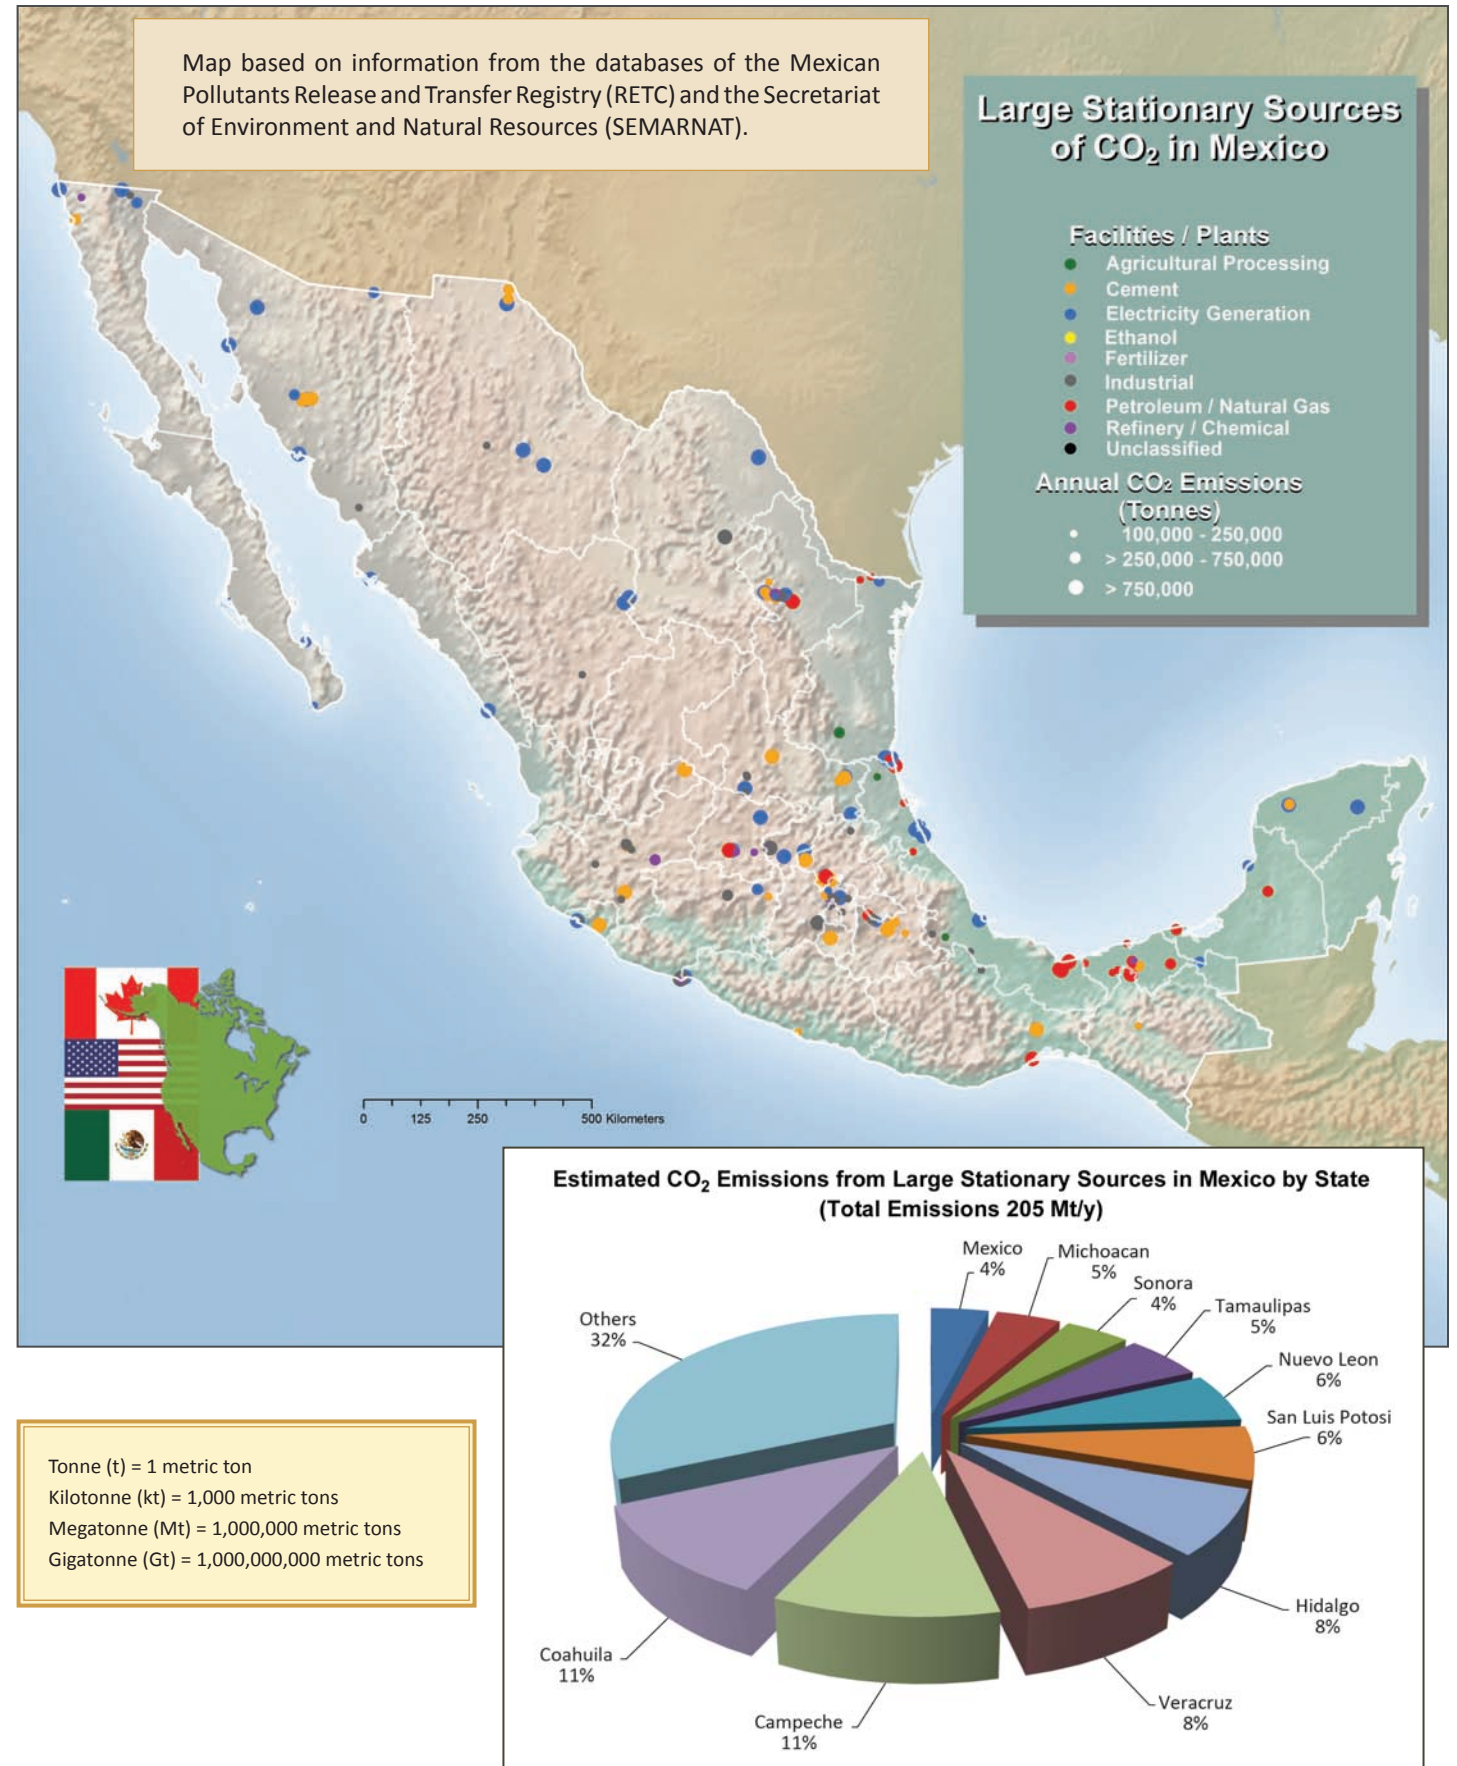 Map based on information from the databases of the Mexican
Pollutants Release and Transfer Registry (RETC) and the Secretariat
of Environment and Natural Resources (SEMARNAT).
Large Stationary Sources
of CO₂ in Mexico
Facilities / Plants
Agricultural Processing
Cement
Electricity Generation
Ethanol
Fertilizer
Industrial
Petroleum / Natural Gas
Refinery / Chemical
Unclassified
Annual CO₂ Emissions
(Tonnes)
100,000 - 250,000
> 250,000 - 750,000
> 750,000
0 125 250 500 Kilometers
Estimated CO₂ Emissions from Large Stationary Sources in Mexico by State
(Total Emissions 205 Mt/y)
Mexico
4%
Michoacan
5%
Sonora
4%
Tamaulipas
5%
Nuevo Leon
6%
San Luis Potosi
6%
Hidalgo
8%
Veracruz
8%
Campeche
11%
Coahuila
11%
Others
32%
Tonne (t) = 1 metric ton
Kilotonne (kt) = 1,000 metric tons
Megatonne (Mt) = 1,000,000 metric tons
Gigatonne (Gt) = 1,000,000,000 metric tons